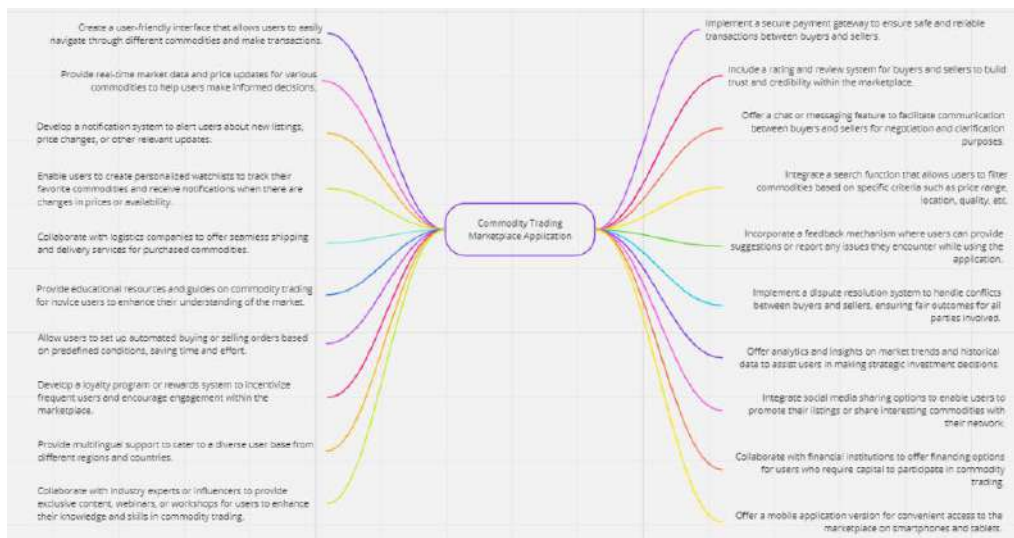 Create a user-friendly interface that allows users to easily
navigate through different commodities and make transactions.
Provide real-time market data and price updates for various
commodities to help users make informed decisions.
Develop a notification system to alert users about new listings,
price changes, or other relevant updates.
Enable users to create personalized watchlists to track their
favorite commodities and receive notifications when there are
changes in prices or availability.
Collaborate with logistics companies to offer seamless shipping
and delivery services for purchased commodities.
Provide educational resources and guides on commodity trading
for novice users to enhance their understanding of the market.
Allow users to set up automated buying or selling orders based
on predefined conditions, saving time and effort.
Develop a loyalty program or rewards system to incentivize
frequent users and encourage engagement within the
marketplace.
Provide multilingual support to cater to a diverse user base from
different regions and countries.
Collaborate with industry experts or influencers to provide
exclusive content, webinars, or workshops for users to enhance
their knowledge and skills in commodity trading.
Commodity Trading
Marketplace Application
Implement a secure payment gateway to ensure safe and reliable
transactions between buyers and sellers.
Include a rating and review system for buyers and sellers to build
trust and credibility within the marketplace.
Offer a chat or messaging feature to facilitate communication
between buyers and sellers for negotiation and clarification
purposes.
Integrate a search function that allows users to filter
commodities based on specific criteria such as price range,
location, quality, etc.
Incorporate a feedback mechanism where users can provide
suggestions or report any issues they encounter while using the
application.
Implement a dispute resolution system to handle conflicts
between buyers and sellers, ensuring fair outcomes for all
parties involved.
Offer analytics and insights on market trends and historical
data to assist users in making strategic investment decisions.
Integrate social media sharing options to enable users to
promote their listings or share interesting commodities with
their network.
Collaborate with financial institutions to offer financing options
for users who require capital to participate in commodity
trading.
Offer a mobile application version for convenient access to the
marketplace on smartphones and tablets.